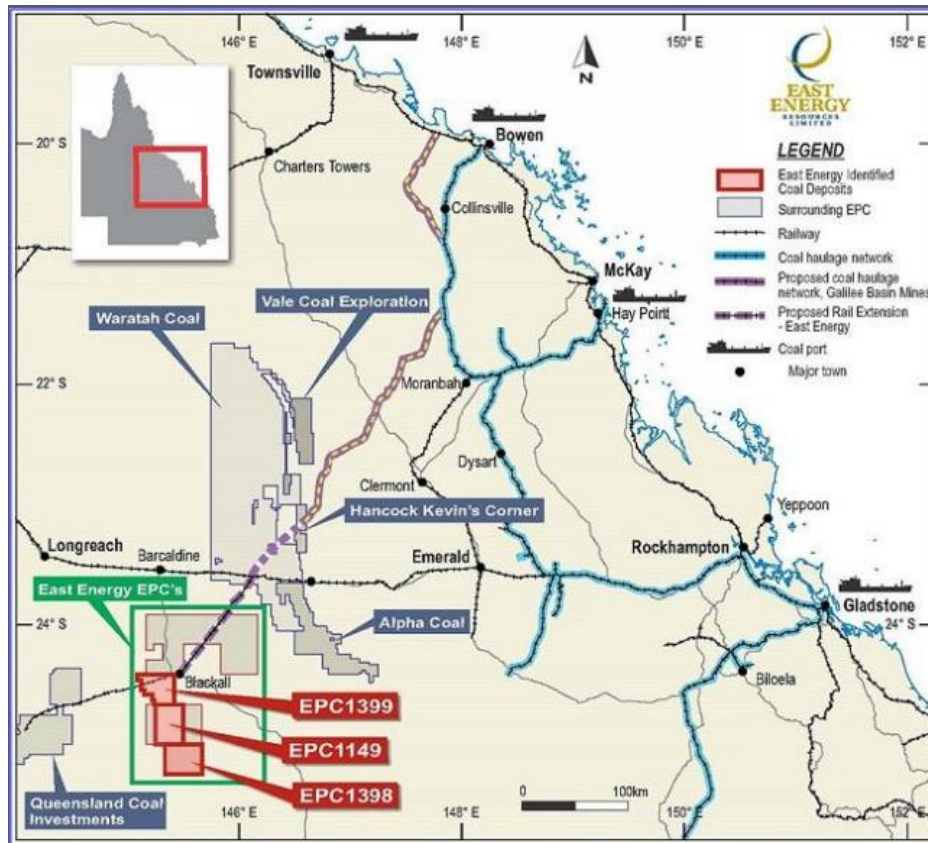 146° E
148° E
150° E
152° E
Townsville
N
EAST
ENERGY
RESOURCES
LIMITED
Bowen
20° S
Charters Towers
LEGEND
East Energy Identified
Coal Deposits
Surrounding EPC
Railway
Coal haulage network
Proposed coal haulage
network, Galilee Basin Mines
Proposed Rail Extension
- East Energy
Coal port
Major town
Collinsville
McKay
Hay Point
Vale Coal Exploration
Waratah Coal
22° S
Moranbah
Dysart
Clermont
Hancock Kevin's Corner
Yeppoon
Longreach
Barcaldine
Emerald
Rockhampton
East Energy EPC's
Gladstone
24° S
Alpha Coal
24° S
Blackall
Biloela
EPC1399
EPC1149
EPC1398
Queensland Coal
Investments
0
100km
146° E
148° E
150° E
152° E